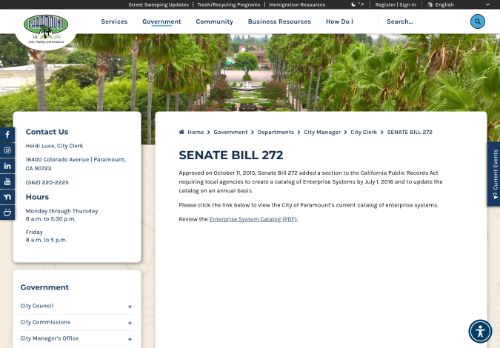 Street Sweeping Updates | Trash/Recycling Programs | Immigration Resources
°F | Register | Sign In | English
PARAMOUNT
Services Government Community Business Resources How Do I Search...
Contact Us
Heidi Luce, City Clerk
16400 Colorado Avenue | Paramount,
CA 90723
(562) 220-2225
Hours
Monday through Thursday
8 a.m. to 5:30 p.m.
Friday
8 a.m. to 5 p.m.
Government
City Council +
City Commissions +
City Manager's Office +
Home > Government > Departments > City Manager > City Clerk > SENATE BILL 272
SENATE BILL 272
Approved on October 11, 2015, Senate Bill 272 added a section to the California Public Records Act
requiring local agencies to create a catalog of Enterprise Systems by July 1, 2016 and to update the
catalog on an annual basis.
Please click the link below to view the City of Paramount's current catalog of enterprise systems.
Review the Enterprise System Catalog (PDF).
Current Events